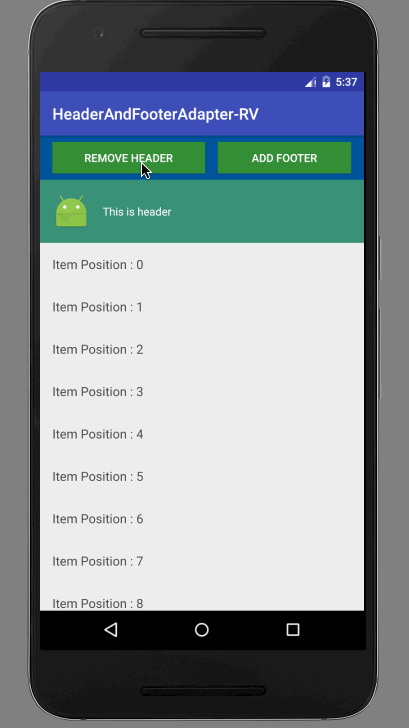 5:37
HeaderAndFooterAdapter-RV
REMOVE HEADER ADD FOOTER
This is header
Item Position : 0
Item Position : 1
Item Position : 2
Item Position : 3
Item Position : 4
Item Position : 5
Item Position : 6
Item Position : 7
Item Position : 8